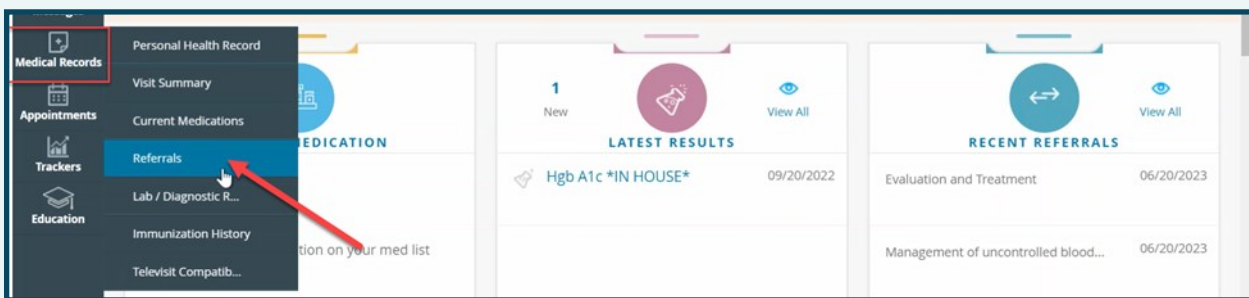 Medical Records
Appointments
Trackers
Education
Personal Health Record
Visit Summary
Current Medications
Referrals
Lab / Diagnostic R...
Immunization History
Televisit Compatib...
EDICATION
tion on your med list
1
New
View All
LATEST RESULTS
Hgb A1c *IN HOUSE*
09/20/2022
View All
RECENT REFERRALS
Evaluation and Treatment
06/20/2023
Management of uncontrolled blood...
06/20/2023